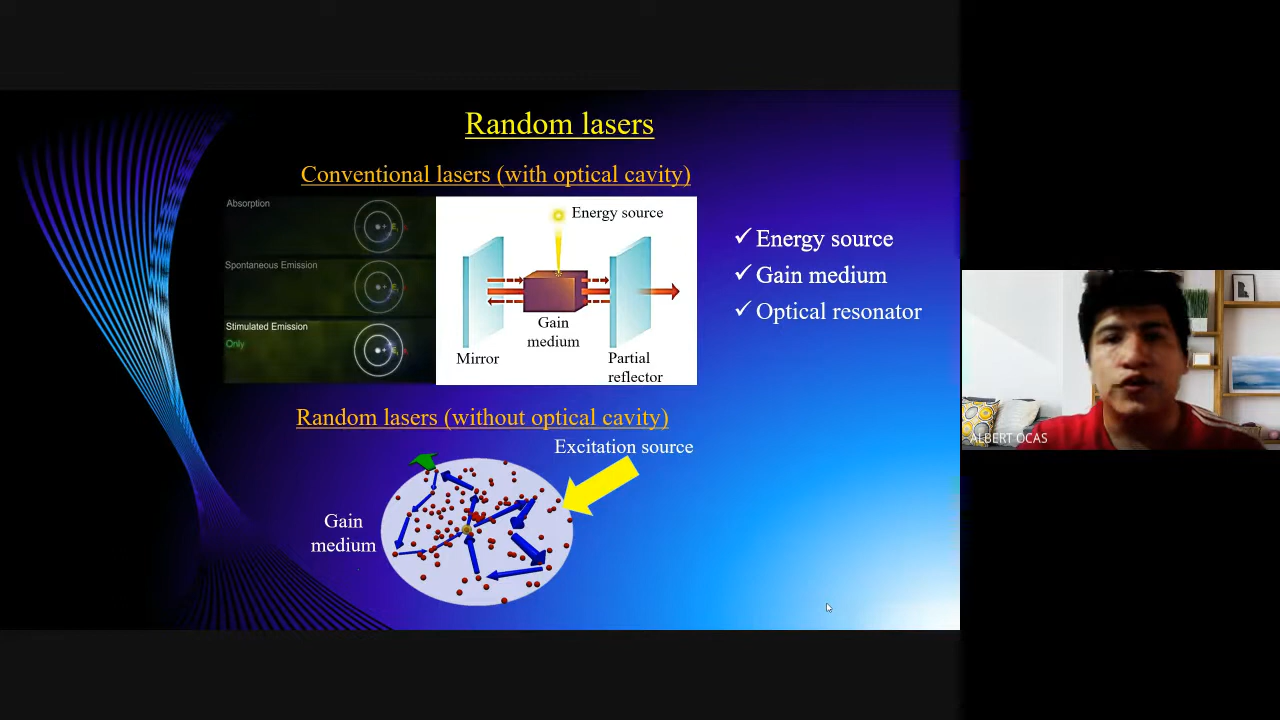 Random lasers
Conventional lasers (with optical cavity)
Absorption
Spontaneous Emission
Stimulated Emission
Only
Energy source
Gain
medium
Mirror
Partial
reflector
✓ Energy source
✓ Gain medium
✓ Optical resonator
Random lasers (without optical cavity)
Excitation source
Gain
medium
ALBERT OCAS